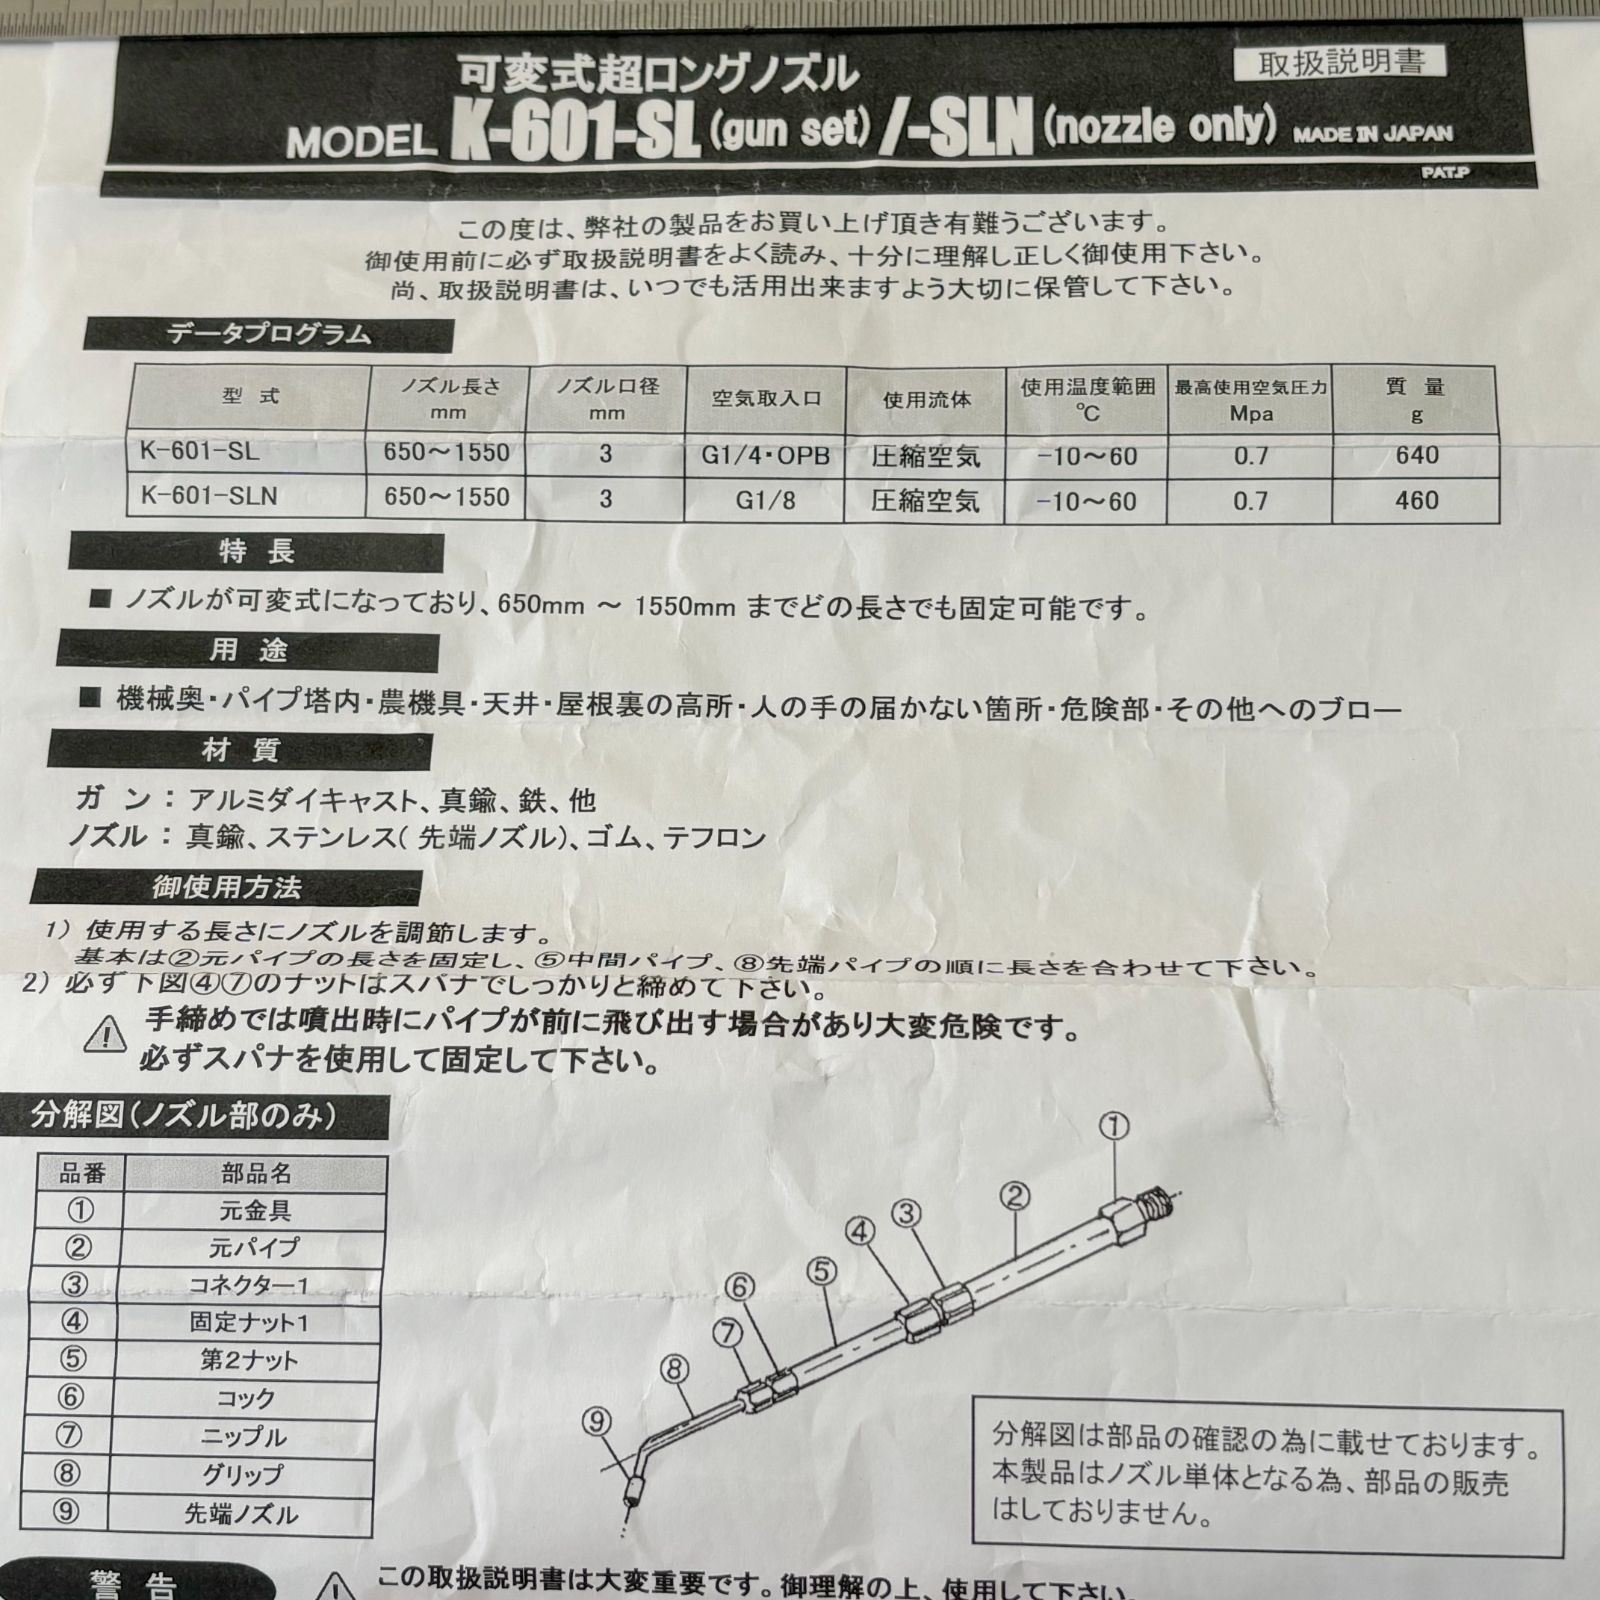 可変式超ロングノズル
取扱説明書
MODEL K-601-SL (gun set) /-SLN (nozzle only) MADE IN JAPAN
PAT.P
この度は、弊社の製品をお買い上げ頂き有難うございます。
御使用前に必ず取扱説明書をよく読み、十分に理解し正しく御使用下さい。
尚、取扱説明書は、いつでも活用出来ますよう大切に保管して下さい。
データプログラム
型式 ノズル長さ mm ノズル口径 mm 空気取入口 使用流体 使用温度範囲 ℃ 最高使用空気圧力 Mpa 質量 g
K-601-SL 650～1550 3 G1/4・OPB 圧縮空気 -10～60 0.7 640
K-601-SLN 650～1550 3 G1/8 圧縮空気 -10～60 0.7 460
特長
■ ノズルが可変式になっており、650mm ～ 1550mm までどの長さでも固定可能です。
用途
■ 機械奥・パイプ塔内・農機具・天井・屋根裏の高所・人の手の届かない箇所・危険部・その他へのブロー
材質
ガン：アルミダイキャスト、真鍮、鉄、他
ノズル：真鍮、ステンレス(先端ノズル)、ゴム、テフロン
御使用方法
1) 使用する長さにノズルを調節します。
基本は②元パイプの長さを固定し、⑤中間パイプ、⑧先端パイプの順に長さを合わせて下さい。
2) 必ず下図④⑦のナットはスパナでしっかりと締めて下さい。
手締めでは噴出時にパイプが前に飛び出す場合があり大変危険です。
必ずスパナを使用して固定して下さい。
分解図(ノズル部のみ)
品番 部品名
① 元金具
② 元パイプ
③ コネクター1
④ 固定ナット1
⑤ 第2ナット
⑥ コック
⑦ ニップル
⑧ グリップ
⑨ 先端ノズル
①
②
③
④
⑤
⑥
⑦
⑧
⑨
分解図は部品の確認の為に載せております。
本製品はノズル単体となる為、部品の販売
はしておりません。
警告
この取扱説明書は大変重要です。御理解の上、使用して下さい。